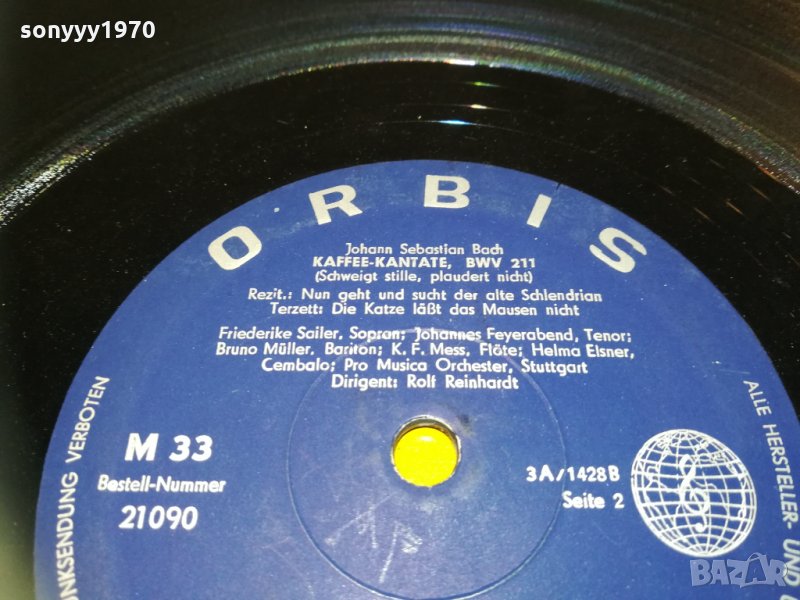 sonyyy1970
ORBIS
Johann Sebastian Bach
KAFFEE-KANTATE, BWV 211
(Schweigt stille, plaudert nicht)
Rezit.: Nun geht und sucht der alte Schlendrian
Terzett: Die Katze läßt das Mausen nicht
Friederike Sailer, Sopran; Johannes Feyerabend, Tenor;
Bruno Müller, Bariton; K. F. Mess, Flöte; Helma Elsner,
Cembalo; Pro Musica Orchester, Stuttgart
Dirigent: Rolf Reinhardt
M 33
Bestell-Nummer
21090
3A/1428B
Seite 2
UNKSENDUNG VERBOTEN
ALLE HERSTELLER- UND
BAZAR